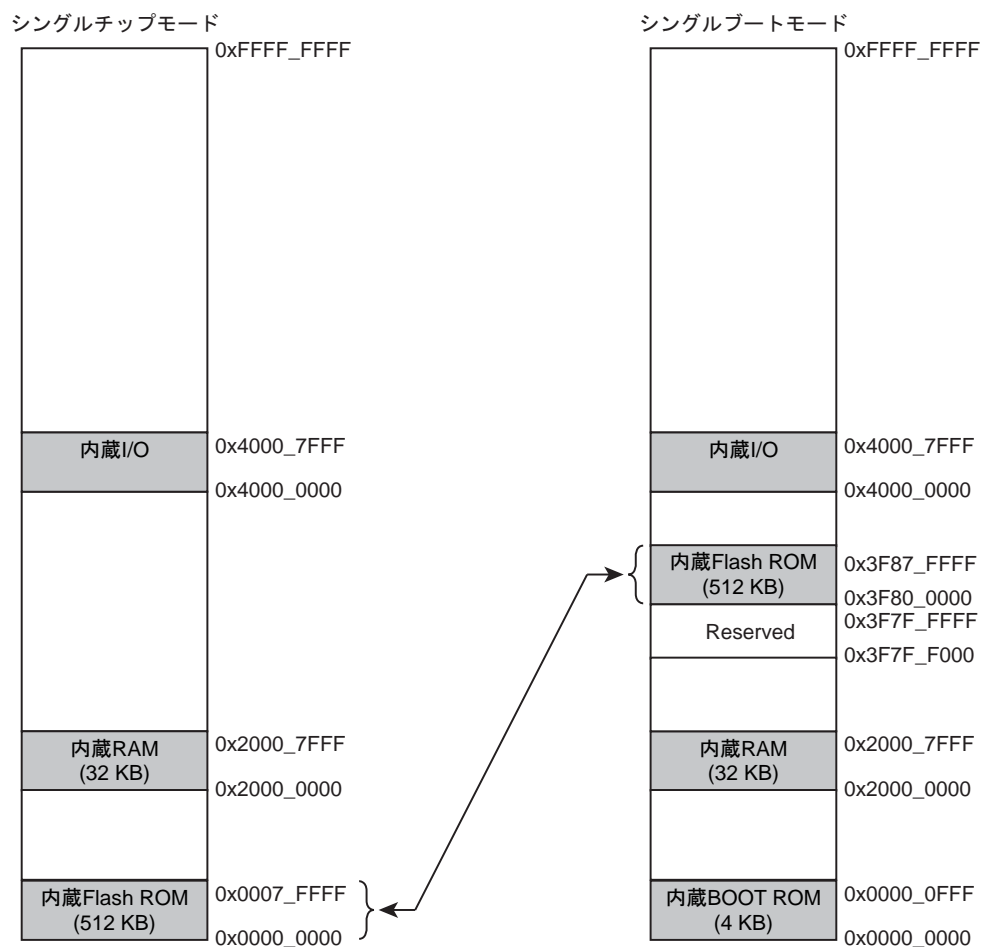 シングルチップモード
0xFFFF_FFFF
内蔵I/O
0x4000_7FFF
0x4000_0000
内蔵RAM
(32 KB)
0x2000_7FFF
0x2000_0000
内蔵Flash ROM
(512 KB)
0x0007_FFFF
0x0000_0000
シングルブートモード
0xFFFF_FFFF
内蔵I/O
0x4000_7FFF
0x4000_0000
内蔵Flash ROM
(512 KB)
0x3F87_FFFF
0x3F80_0000
0x3F7F_FFFF
Reserved
0x3F7F_F000
内蔵RAM
(32 KB)
0x2000_7FFF
0x2000_0000
内蔵BOOT ROM
(4 KB)
0x0000_0FFF
0x0000_0000